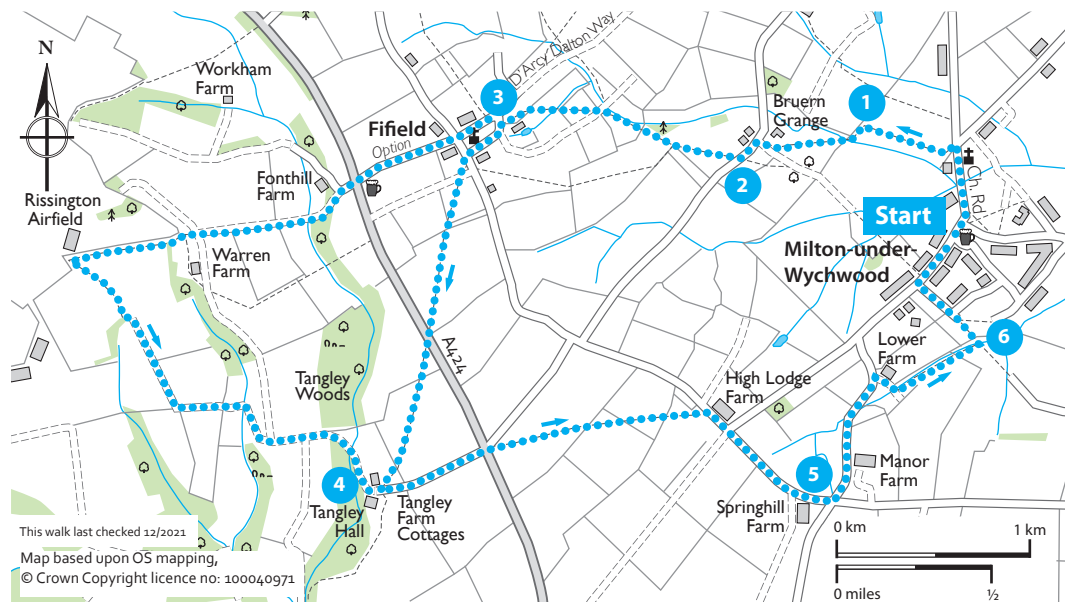 N
Workham
Farm
D'Arcy Dalton Way
3
1
Bruern
Grange
Fifield
Option
Fonthill
Farm
Rissington
Airfield
2
Ch. Rd
Start
Milton-under-
Wychwood
Warren
Farm
A424
Tangley
Woods
Lower
Farm
6
High Lodge
Farm
4
Tangley
Hall
Tangley
Farm
Cottages
5
Manor
Farm
Springhill
Farm
This walk last checked 12/2021
Map based upon OS mapping,
© Crown Copyright licence no: 100040971
0 km
1 km
0 miles
½